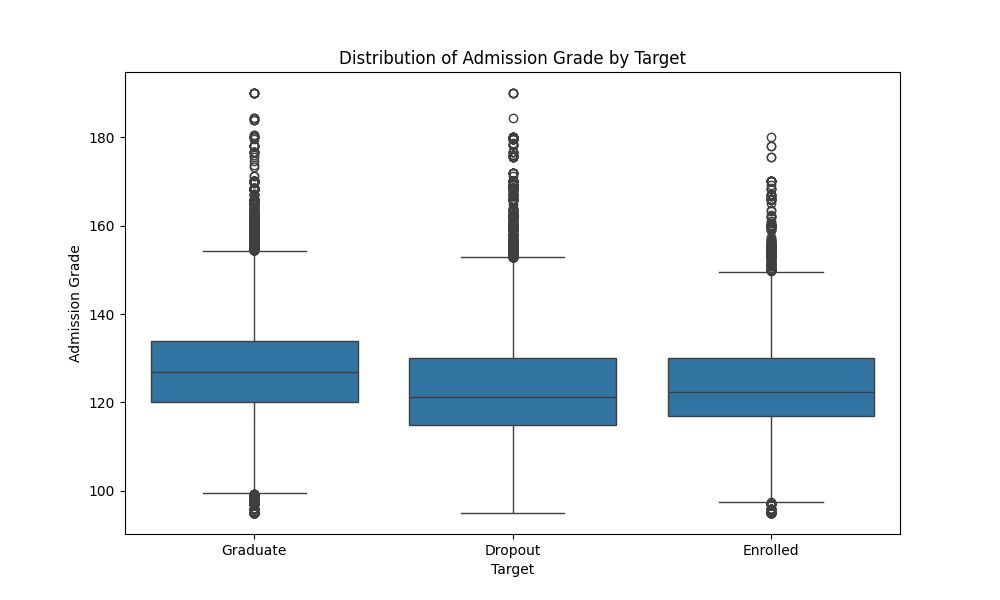 Distribution of Admission Grade by Target
Admission Grade
180
160
140
120
100
Graduate
Dropout
Enrolled
Target